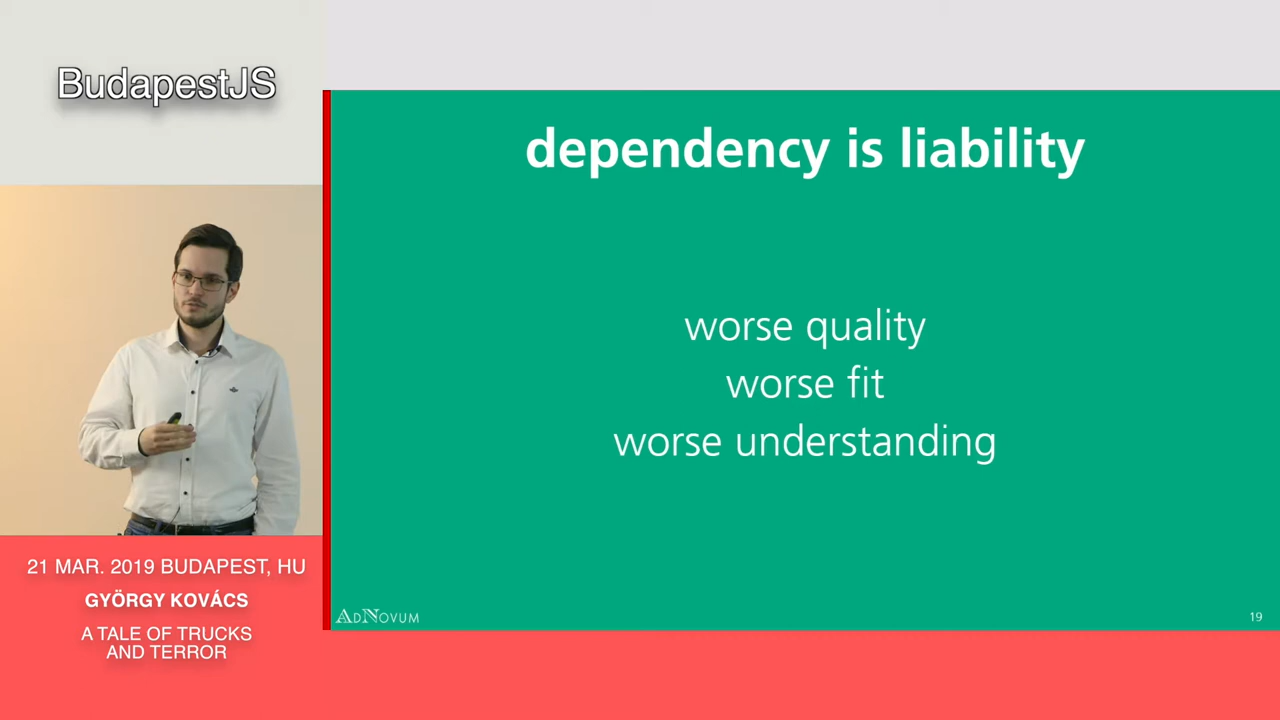 BudapestJS
dependency is liability
worse quality
worse fit
worse understanding
21 MAR. 2019 BUDAPEST, HU
GYÖRGY KOVÁCS
A TALE OF TRUCKS
AND TERROR
ADNOVUM
19